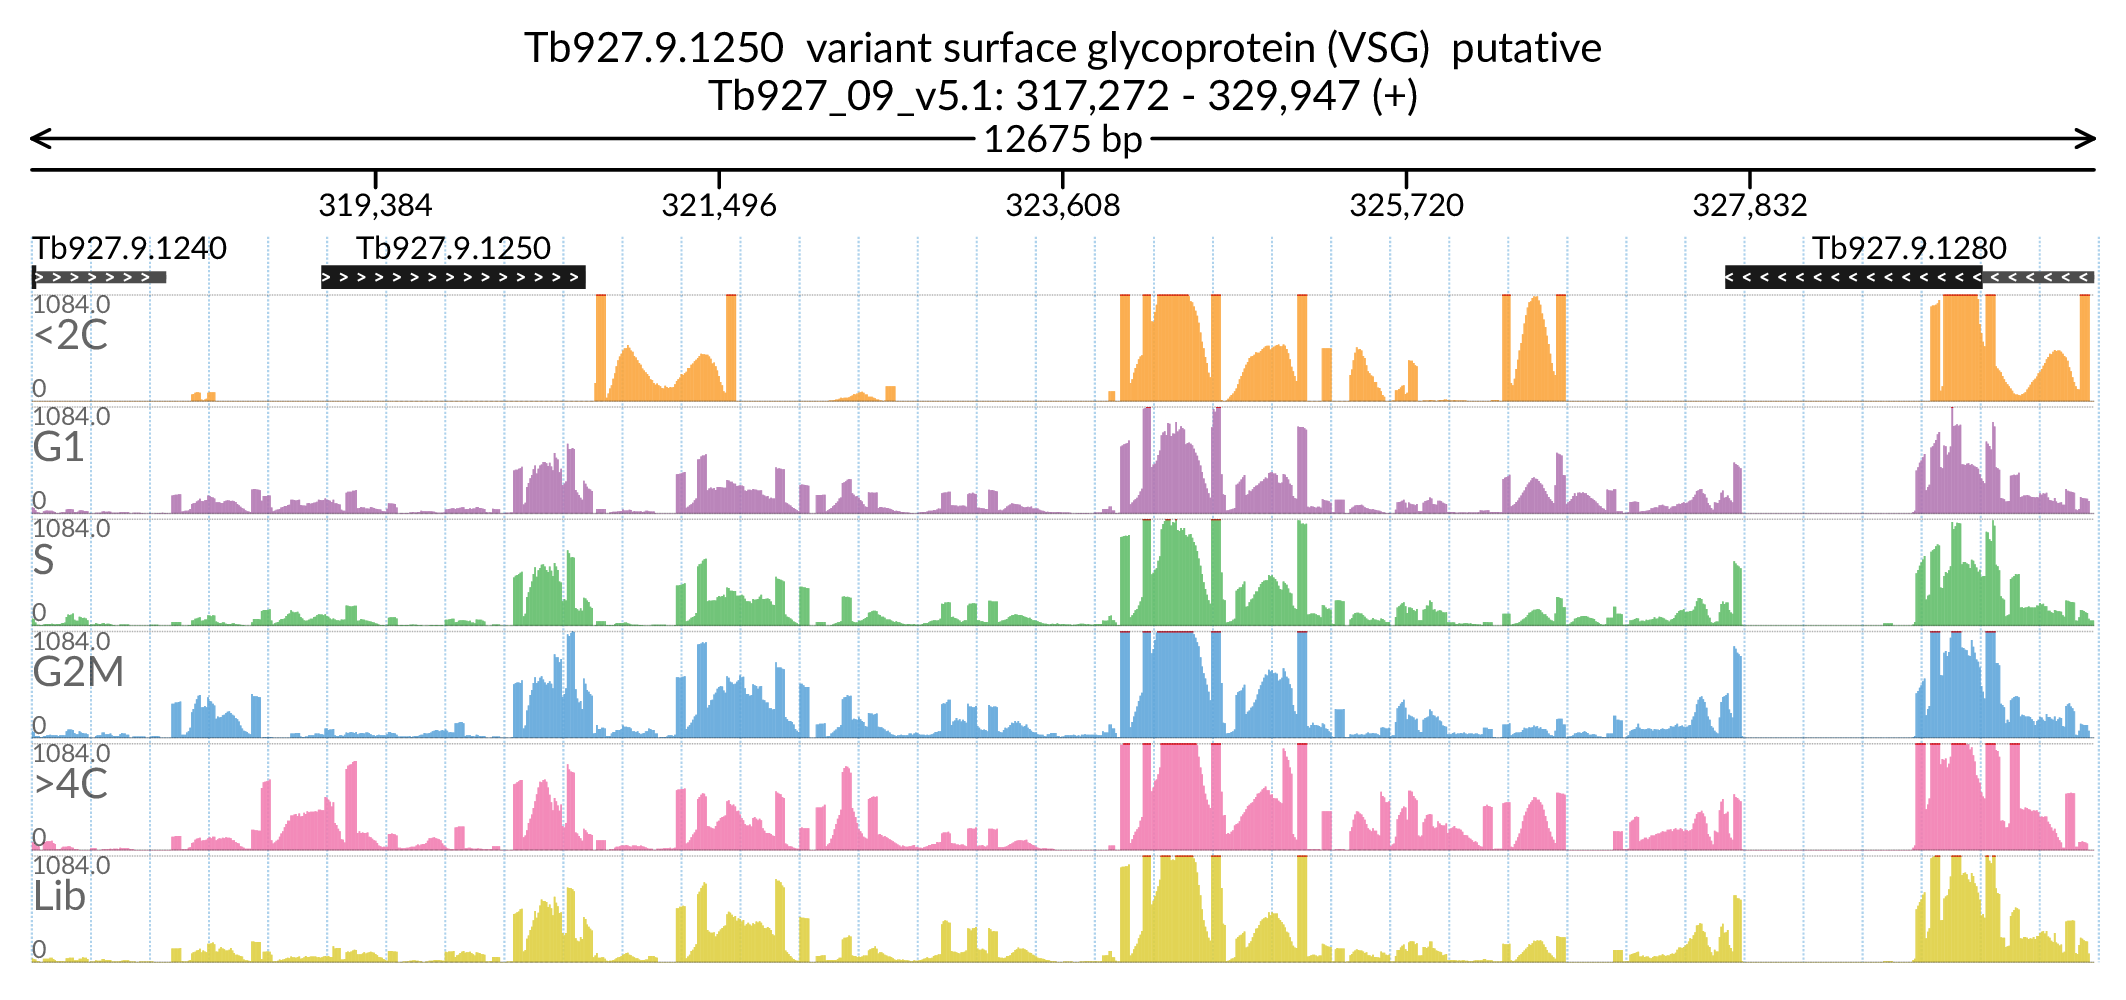 Tb927.9.1250 variant surface glycoprotein (VSG) putative
Tb927_09_v5.1: 317,272 - 329,947 (+)
12675 bp
319,384 321,496 323,608 325,720 327,832
Tb927.9.1240 Tb927.9.1250 Tb927.9.1280
1084.0
<2C
0
1084.0
G1
0
1084.0
S
0
1084.0
G2M
0
1084.0
>4C
0
1084.0
Lib
0